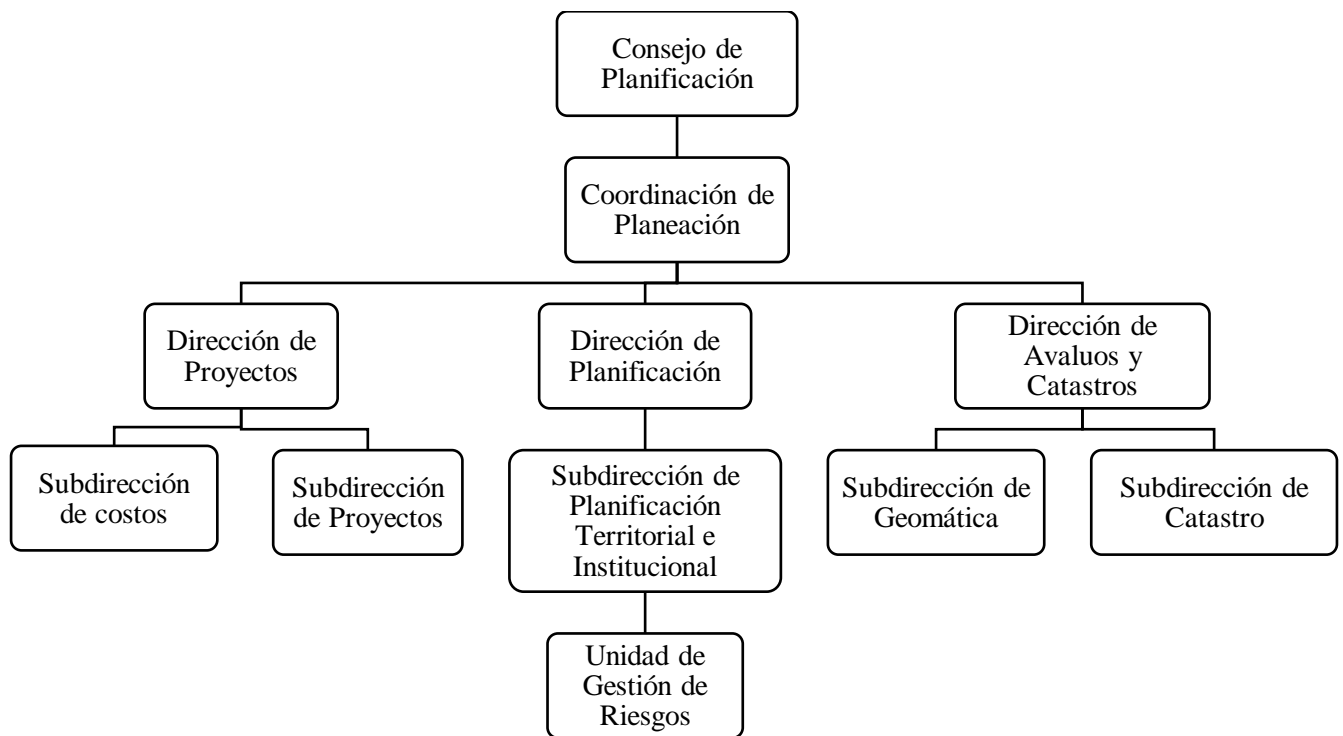 Consejo de
Planificación
Coordinación de
Planeación
Dirección de
Proyectos
Dirección de
Planificación
Dirección de
Avaluos y
Catastros
Subdirección
de costos
Subdirección
de Proyectos
Subdirección de
Planificación
Territorial e
Institucional
Subdirección de
Geomática
Subdirección de
Catastro
Unidad de
Gestión de
Riesgos